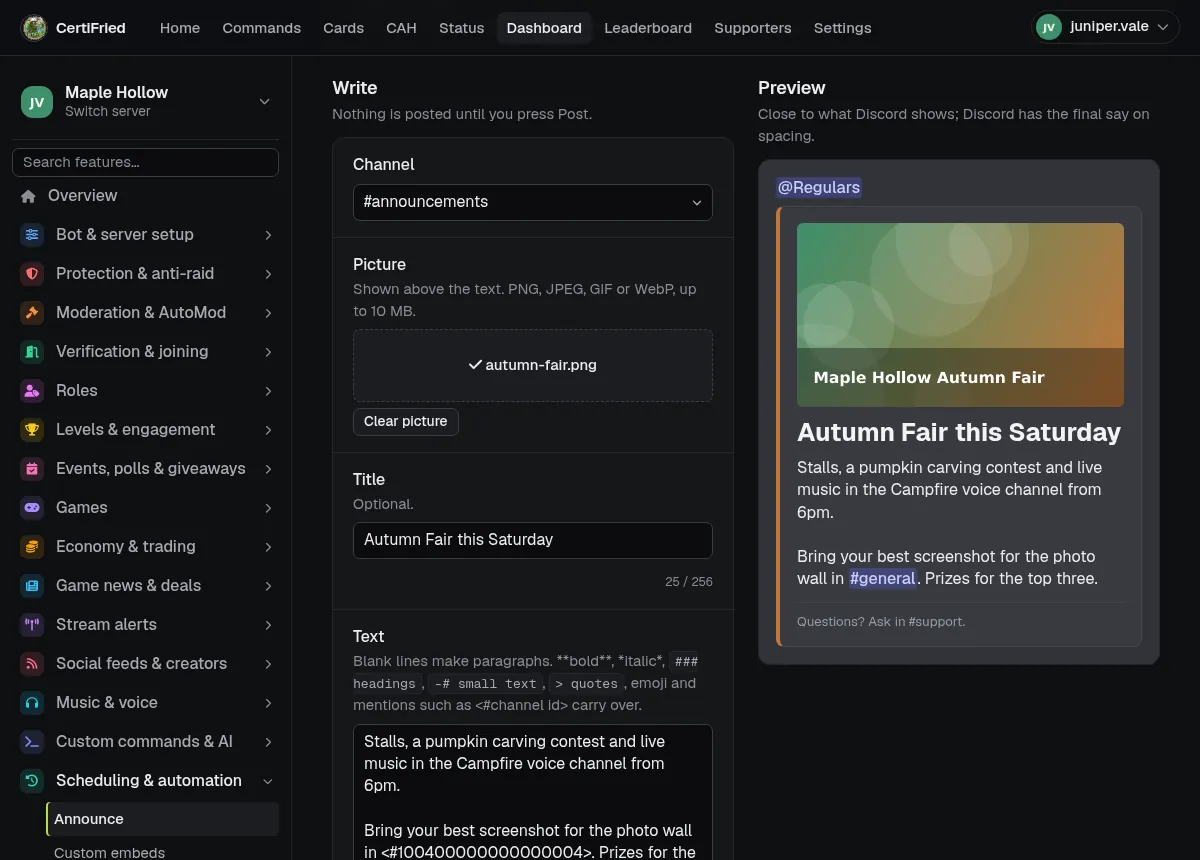 CertiFried
Home
Commands
Cards
CAH
Status
Dashboard
Leaderboard
Supporters
Settings
JV
juniper.vale
JV
Maple Hollow
Switch server
Search features...
Overview
Bot & server setup
Protection & anti-raid
Moderation & AutoMod
Verification & joining
Roles
Levels & engagement
Events, polls & giveaways
Games
Economy & trading
Game news & deals
Stream alerts
Social feeds & creators
Music & voice
Custom commands & AI
Scheduling & automation
Announce
Custom embeds
Write
Nothing is posted until you press Post.
Channel
#announcements
Picture
Shown above the text. PNG, JPEG, GIF or WebP, up
to 10 MB.
autumn-fair.png
Clear picture
Title
Optional.
Autumn Fair this Saturday
25 / 256
Text
Blank lines make paragraphs. **bold**, *italic*, ###
headings, -# small text, > quotes, emoji and
mentions such as <#channel id> carry over.
Stalls, a pumpkin carving contest and live
music in the Campfire voice channel from
6pm.
Bring your best screenshot for the photo wall
in <#100400000000000004>. Prizes for the
Preview
Close to what Discord shows; Discord has the final say on
spacing.
@Regulars
Maple Hollow Autumn Fair
Autumn Fair this Saturday
Stalls, a pumpkin carving contest and live
music in the Campfire voice channel from
6pm.
Bring your best screenshot for the photo
wall in #general. Prizes for the top three.
Questions? Ask in #support.